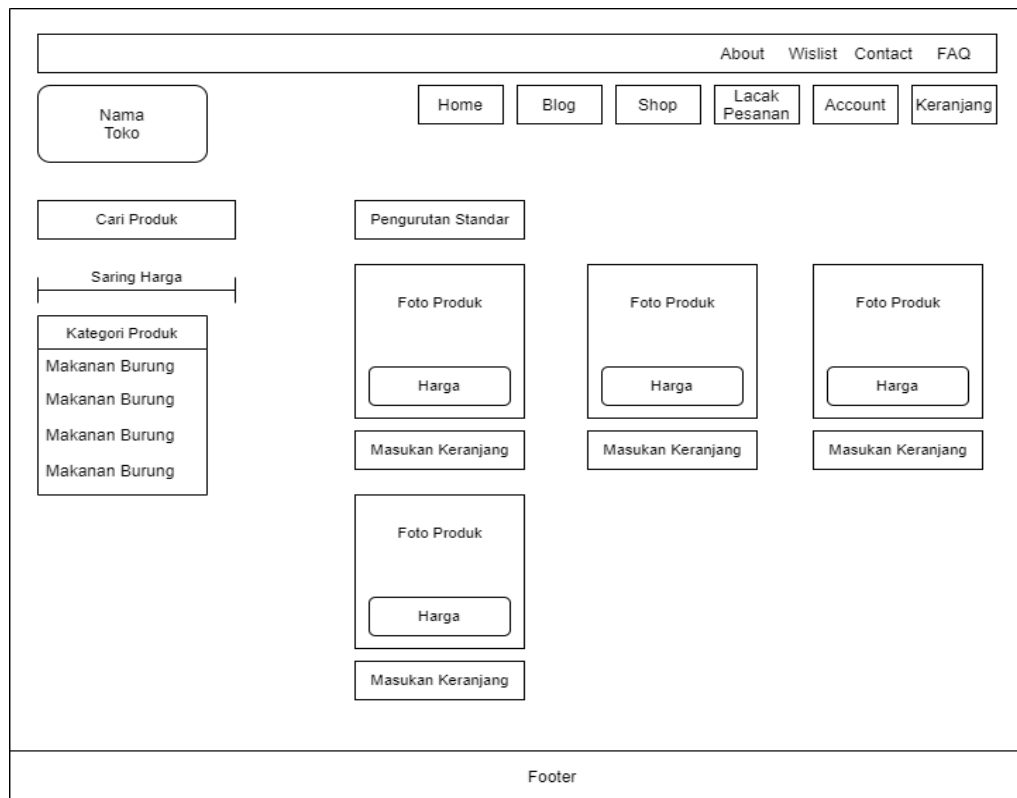 About Wislist Contact FAQ
Nama
Toko
Home Blog Shop Lacak
Pesanan Account Keranjang
Cari Produk
Pengurutan Standar
Saring Harga
Kategori Produk
Makanan Burung
Makanan Burung
Makanan Burung
Makanan Burung
Foto Produk Foto Produk Foto Produk
Harga Harga Harga
Masukan Keranjang Masukan Keranjang Masukan Keranjang
Foto Produk
Harga
Masukan Keranjang
Footer